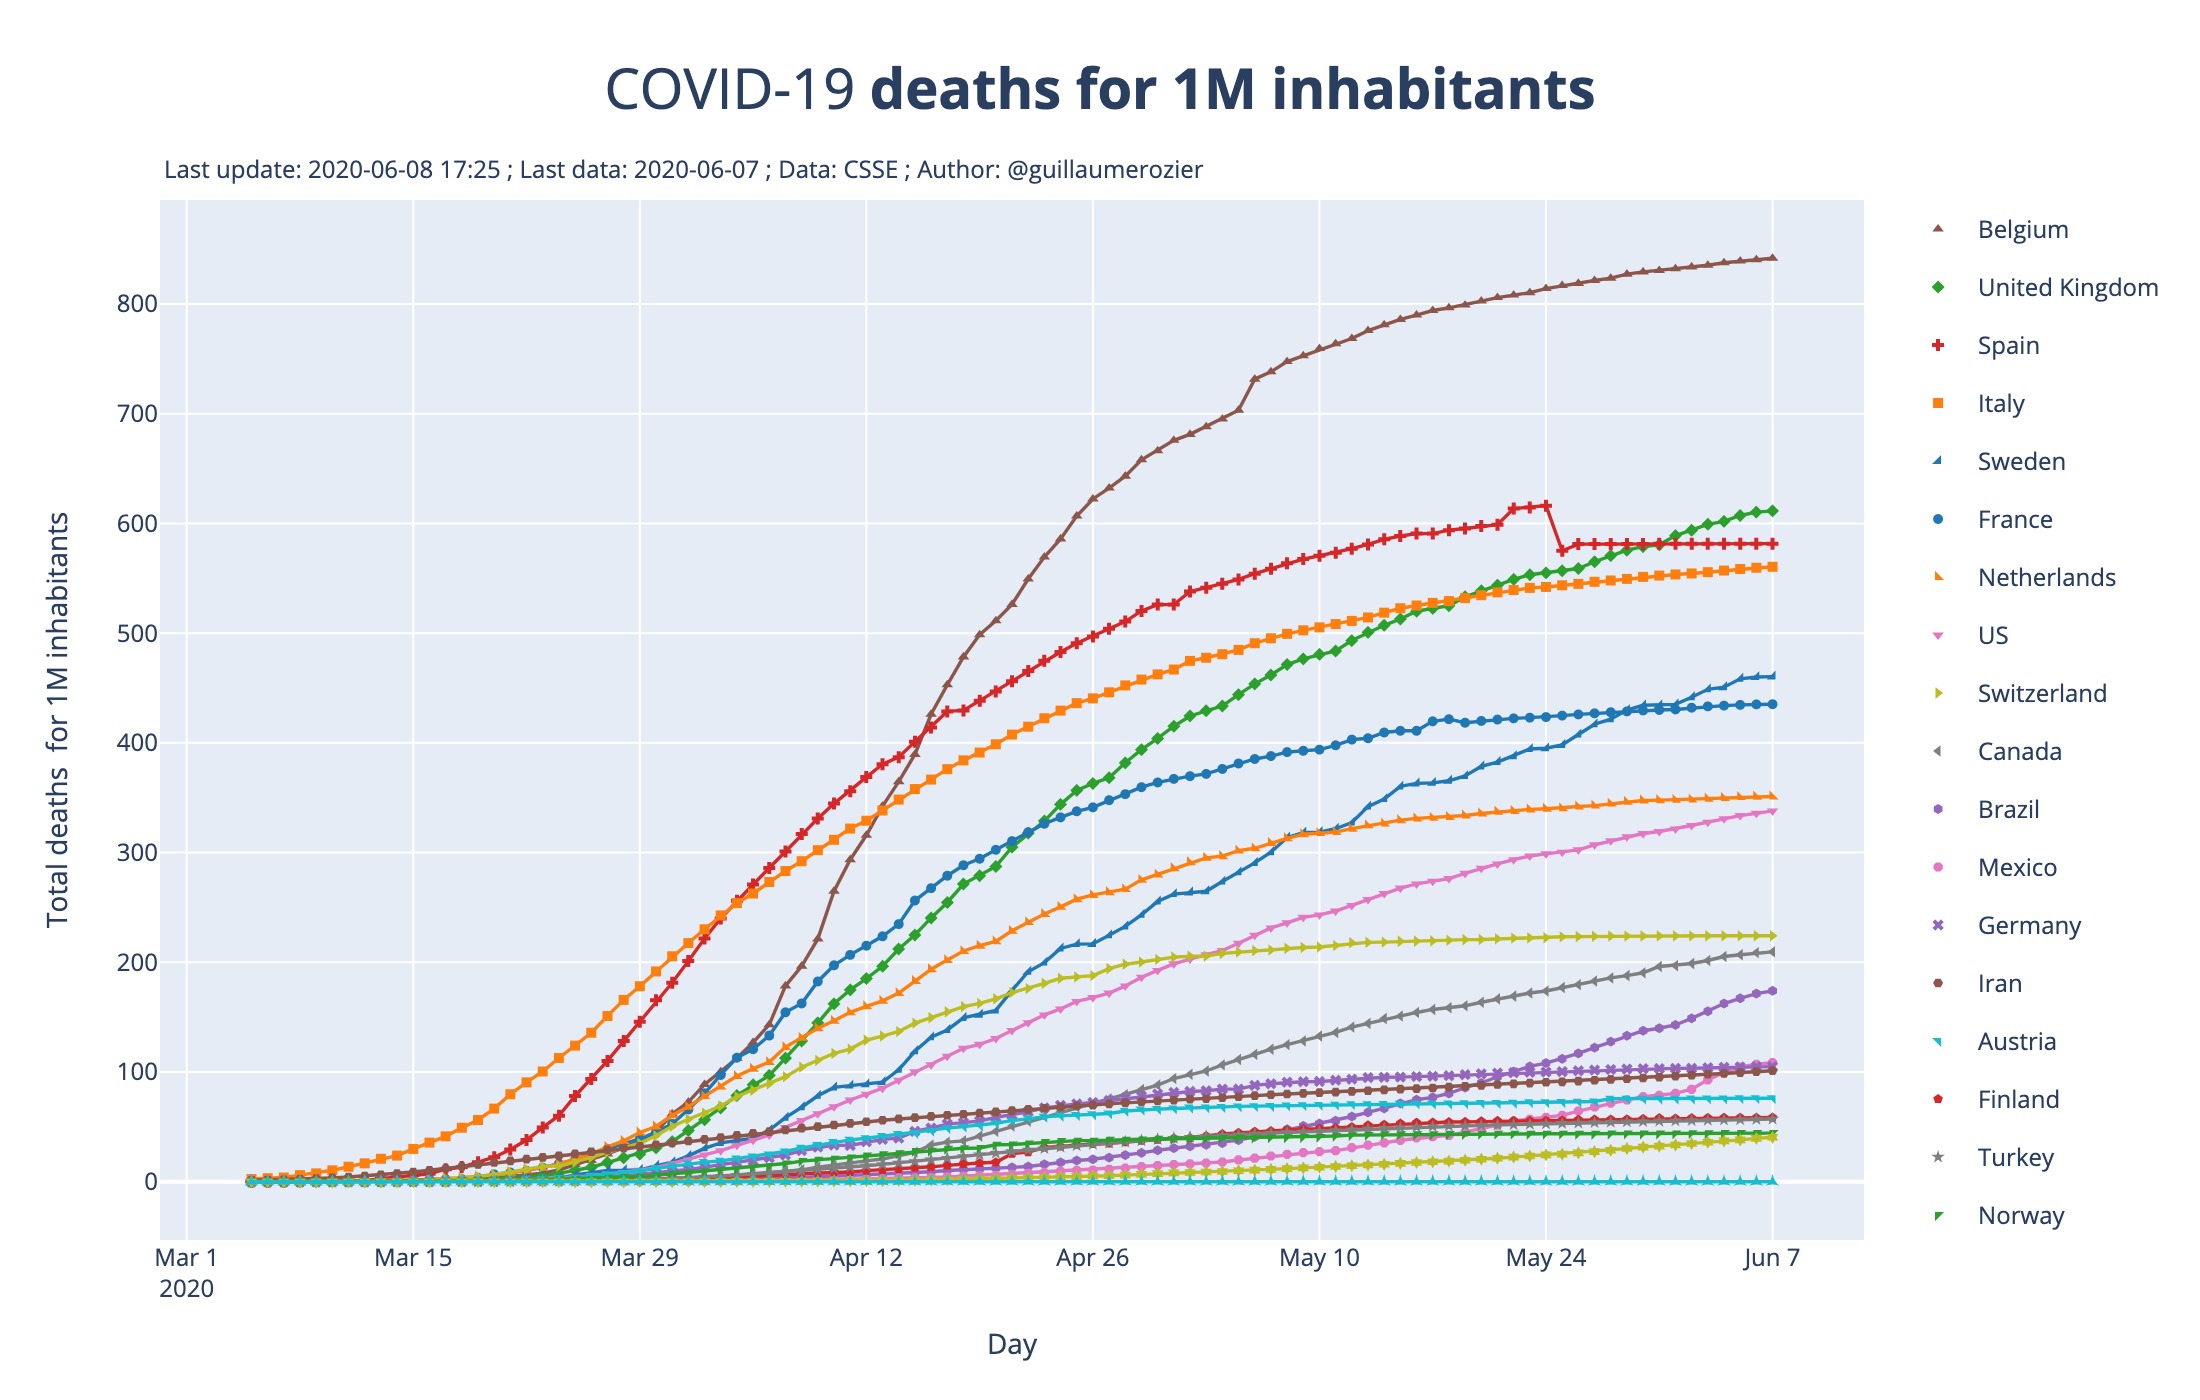 COVID-19 deaths for 1M inhabitants
Last update: 2020-06-08 17:25 ; Last data: 2020-06-07 ; Data: CSSE ; Author: @guillaumerozier
Total deaths  for 1M inhabitants
800
700
600
500
400
300
200
100
0
Mar 1
2020
Mar 15
Mar 29
Apr 12
Apr 26
May 10
May 24
Jun 7
Day
Belgium
United Kingdom
Spain
Italy
Sweden
France
Netherlands
US
Switzerland
Canada
Brazil
Mexico
Germany
Iran
Austria
Finland
Turkey
Norway